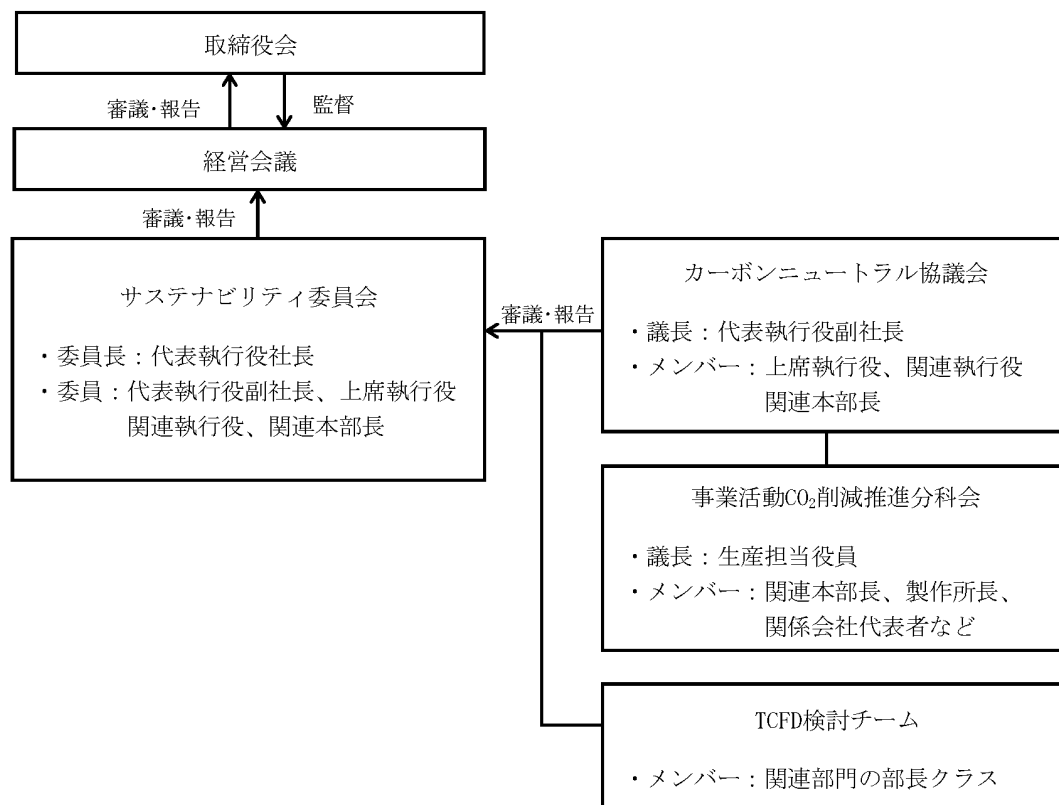 取締役会
審議・報告
監督
経営会議
審議・報告
サステナビリティ委員会
・委員長：代表執行役社長
・委員：代表執行役副社長、上席執行役
関連執行役、関連本部長
審議・報告
カーボンニュートラル協議会
・議長：代表執行役副社長
・メンバー：上席執行役、関連執行役
関連本部長
事業活動CO₂削減推進分科会
・議長：生産担当役員
・メンバー：関連本部長、製作所長、
関係会社代表者など
TCFD検討チーム
・メンバー：関連部門の部長クラス